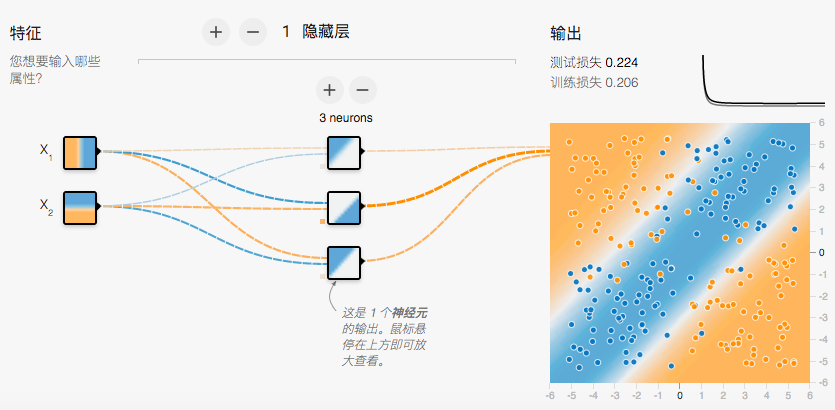 特征
您想要输入哪些
属性？
X1
X2
1 隐藏层
3 neurons
这是 1 个神经元
的输出。鼠标悬
停在上方即可放
大查看。
输出
测试损失 0.224
训练损失 0.206
6
5
4
3
2
1
0
-1
-2
-3
-4
-5
-6
-6 -5 -4 -3 -2 -1 0 1 2 3 4 5 6